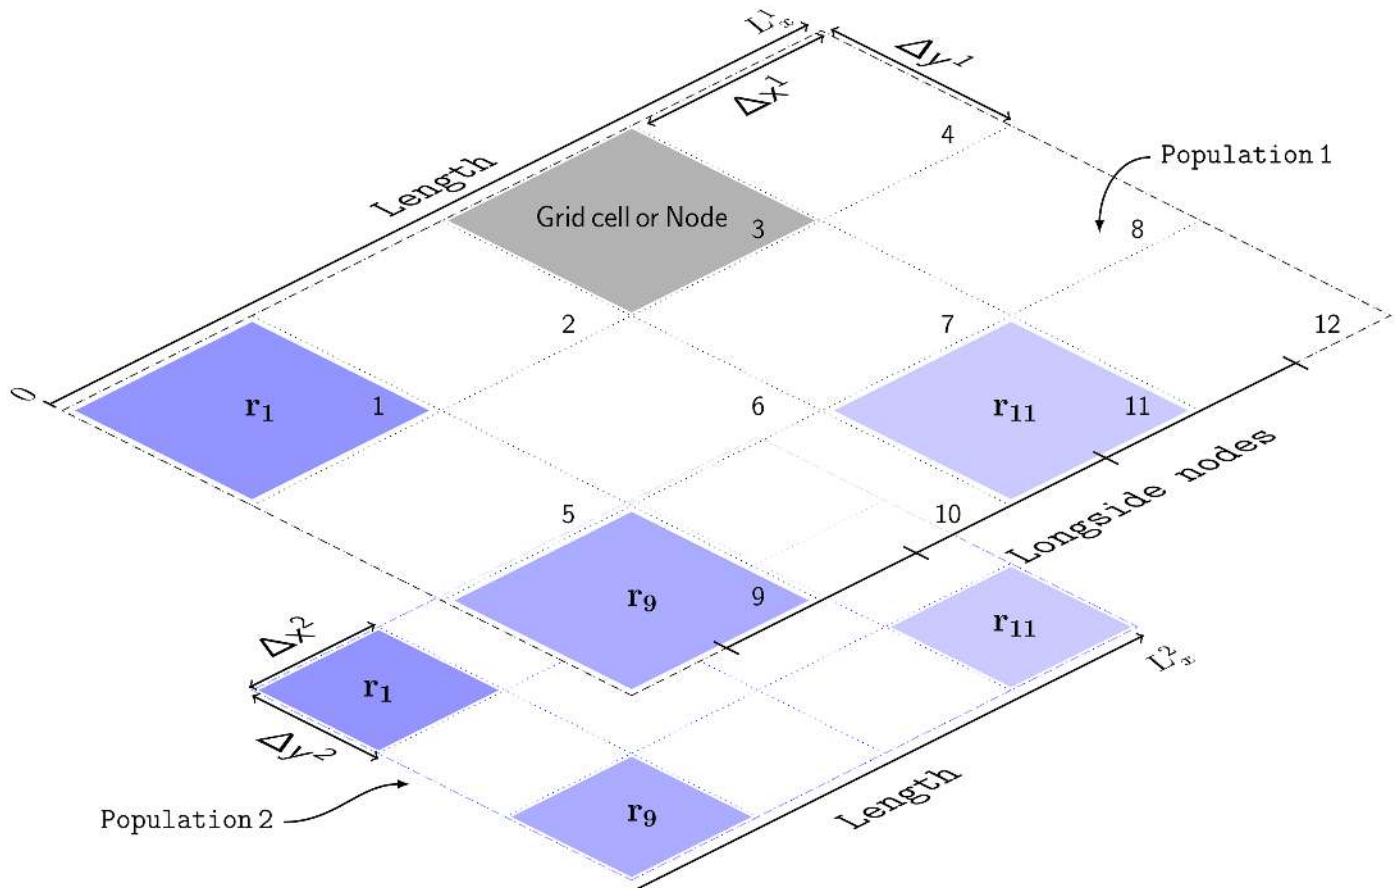 L¹ₓ
Δy¹
Δx¹
4
Population 1
Length
Grid cell or Node
3
8
2
7
12
0
r₁
1
6
r₁₁
11
5
10
Longside nodes
r₉
9
Δx²
r₁₁
L²ₓ
r₁
Δy²
Length
Population 2
r₉